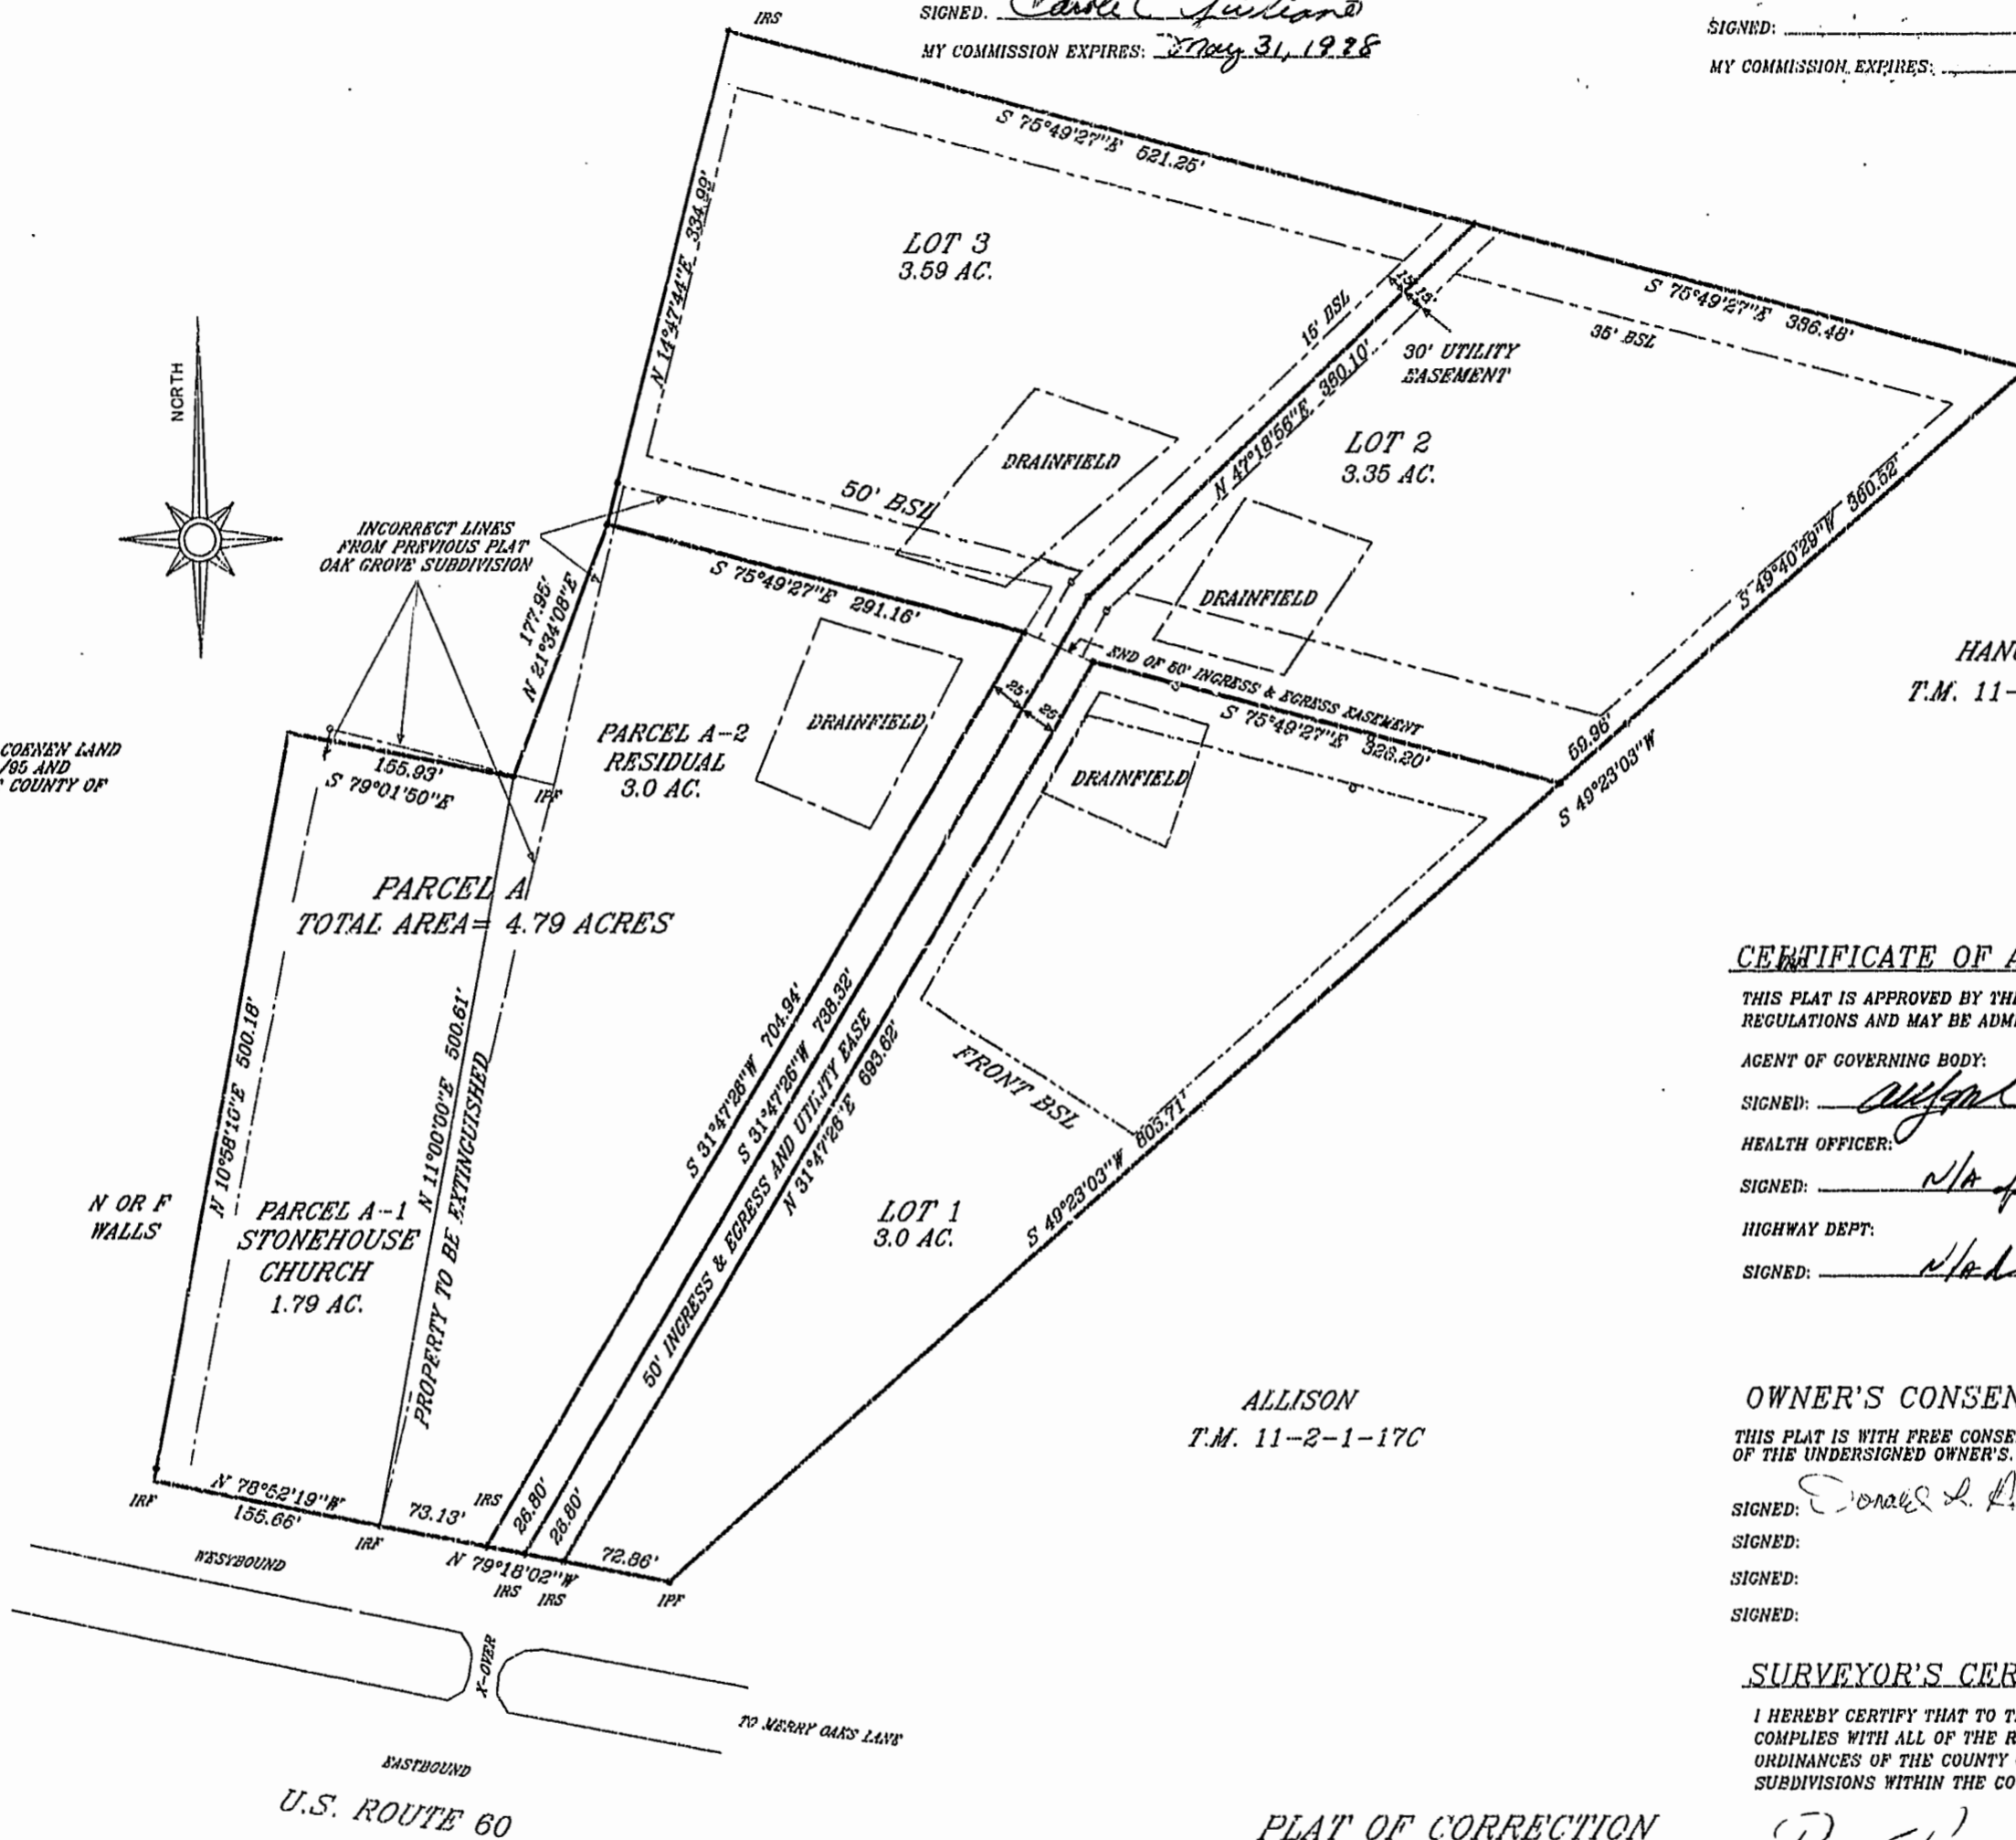 IRS
SIGNED.
MY COMMISSION EXPIRES: May 31, 1998
SIGNED:
MY COMMISSION EXPIRES:
S 75°49'27"E 521.25'
N 14°47'44"E 334.99'
LOT 3
3.59 AC.
15' BSL
15' 15'
S 75°49'27"E 336.48'
35' BSL
30' UTILITY
EASEMENT
N 47°18'56"E 360.10'
LOT 2
3.35 AC.
NORTH
DRAINFIELD
50' BSL
S 49°40'29"W 360.52'
INCORRECT LINES
FROM PREVIOUS PLAT
OAK GROVE SUBDIVISION
177.95'
N 21°34'08"E
S 75°49'27"E 291.16'
DRAINFIELD
END OF 50' INGRESS & EGRESS EASEMENT
S 75°49'27"E 326.20'
59.96'
S 49°23'03"W
T.M. 11-
25'
25'
DRAINFIELD
DRAINFIELD
PARCEL A-2
RESIDUAL
3.0 AC.
COENEN LAND
/95 AND
COUNTY OF
155.93'
S 79°01'50"E
IPF
PARCEL A
TOTAL AREA= 4.79 ACRES
CERTIFICATE OF A
THIS PLAT IS APPROVED BY THE
REGULATIONS AND MAY BE ADM
AGENT OF GOVERNING BODY:
SIGNED:
HEALTH OFFICER:
SIGNED: N/A
HIGHWAY DEPT:
SIGNED: N/A
N 10°58'10"E 500.18'
N 11°00'00"E 500.61'
PROPERTY TO BE EXTINGUISHED
S 31°47'26"W 704.94'
S 31°47'26"W 738.32'
50' INGRESS & EGRESS AND UTILITY EASE
N 31°47'26"E 693.62'
FRONT BSL
S 49°23'03"W 803.71'
LOT 1
3.0 AC.
N OR F
WALLS
PARCEL A-1
STONEHOUSE
CHURCH
1.79 AC.
ALLISON
T.M. 11-2-1-17C
OWNER'S CONSEN
THIS PLAT IS WITH FREE CONSE
OF THE UNDERSIGNED OWNER'S.
SIGNED: Donald
SIGNED:
SIGNED:
SIGNED:
IRF
N 78°52'19"W
155.66'
IRF
73.13'
IRS
26.80'
26.80'
N 79°18'02"W
IRS IRS
72.86'
IPF
WESTBOUND
X-OVER
TO MERRY OAKS LANE
EASTBOUND
U.S. ROUTE 60
SURVEYOR'S CER
I HEREBY CERTIFY THAT TO T
COMPLIES WITH ALL OF THE R
ORDINANCES OF THE COUNTY
SUBDIVISIONS WITHIN THE CO
PLAT OF CORRECTION